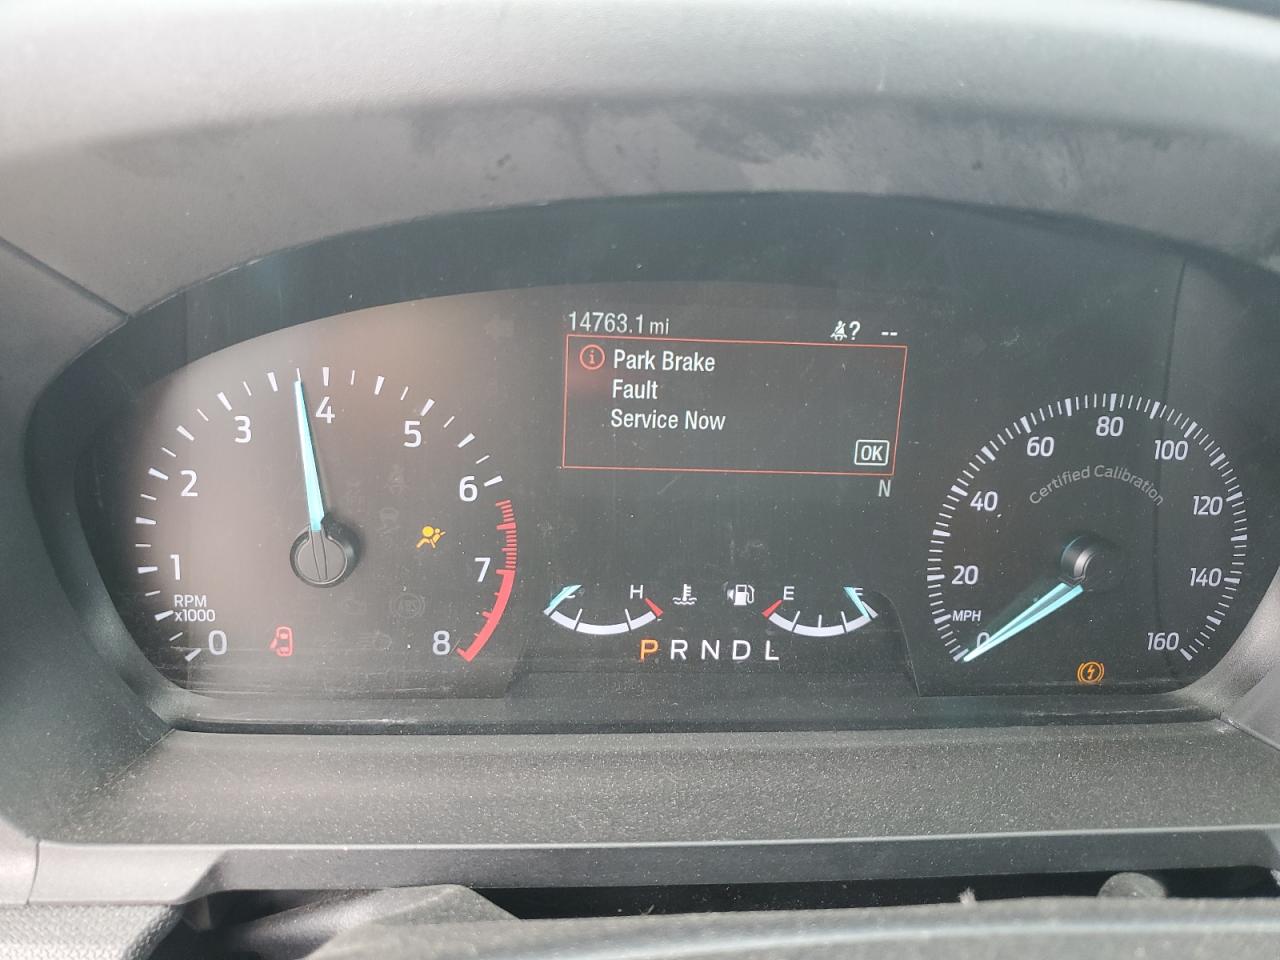 14763.1 mi ? --
i Park Brake
Fault
Service Now
OK
N
0 1 2 3 4 5 6 7 8
RPM
x1000
H
E
P R N D L
0 20 40 60 80 100 120 140 160
MPH
Certified Calibration